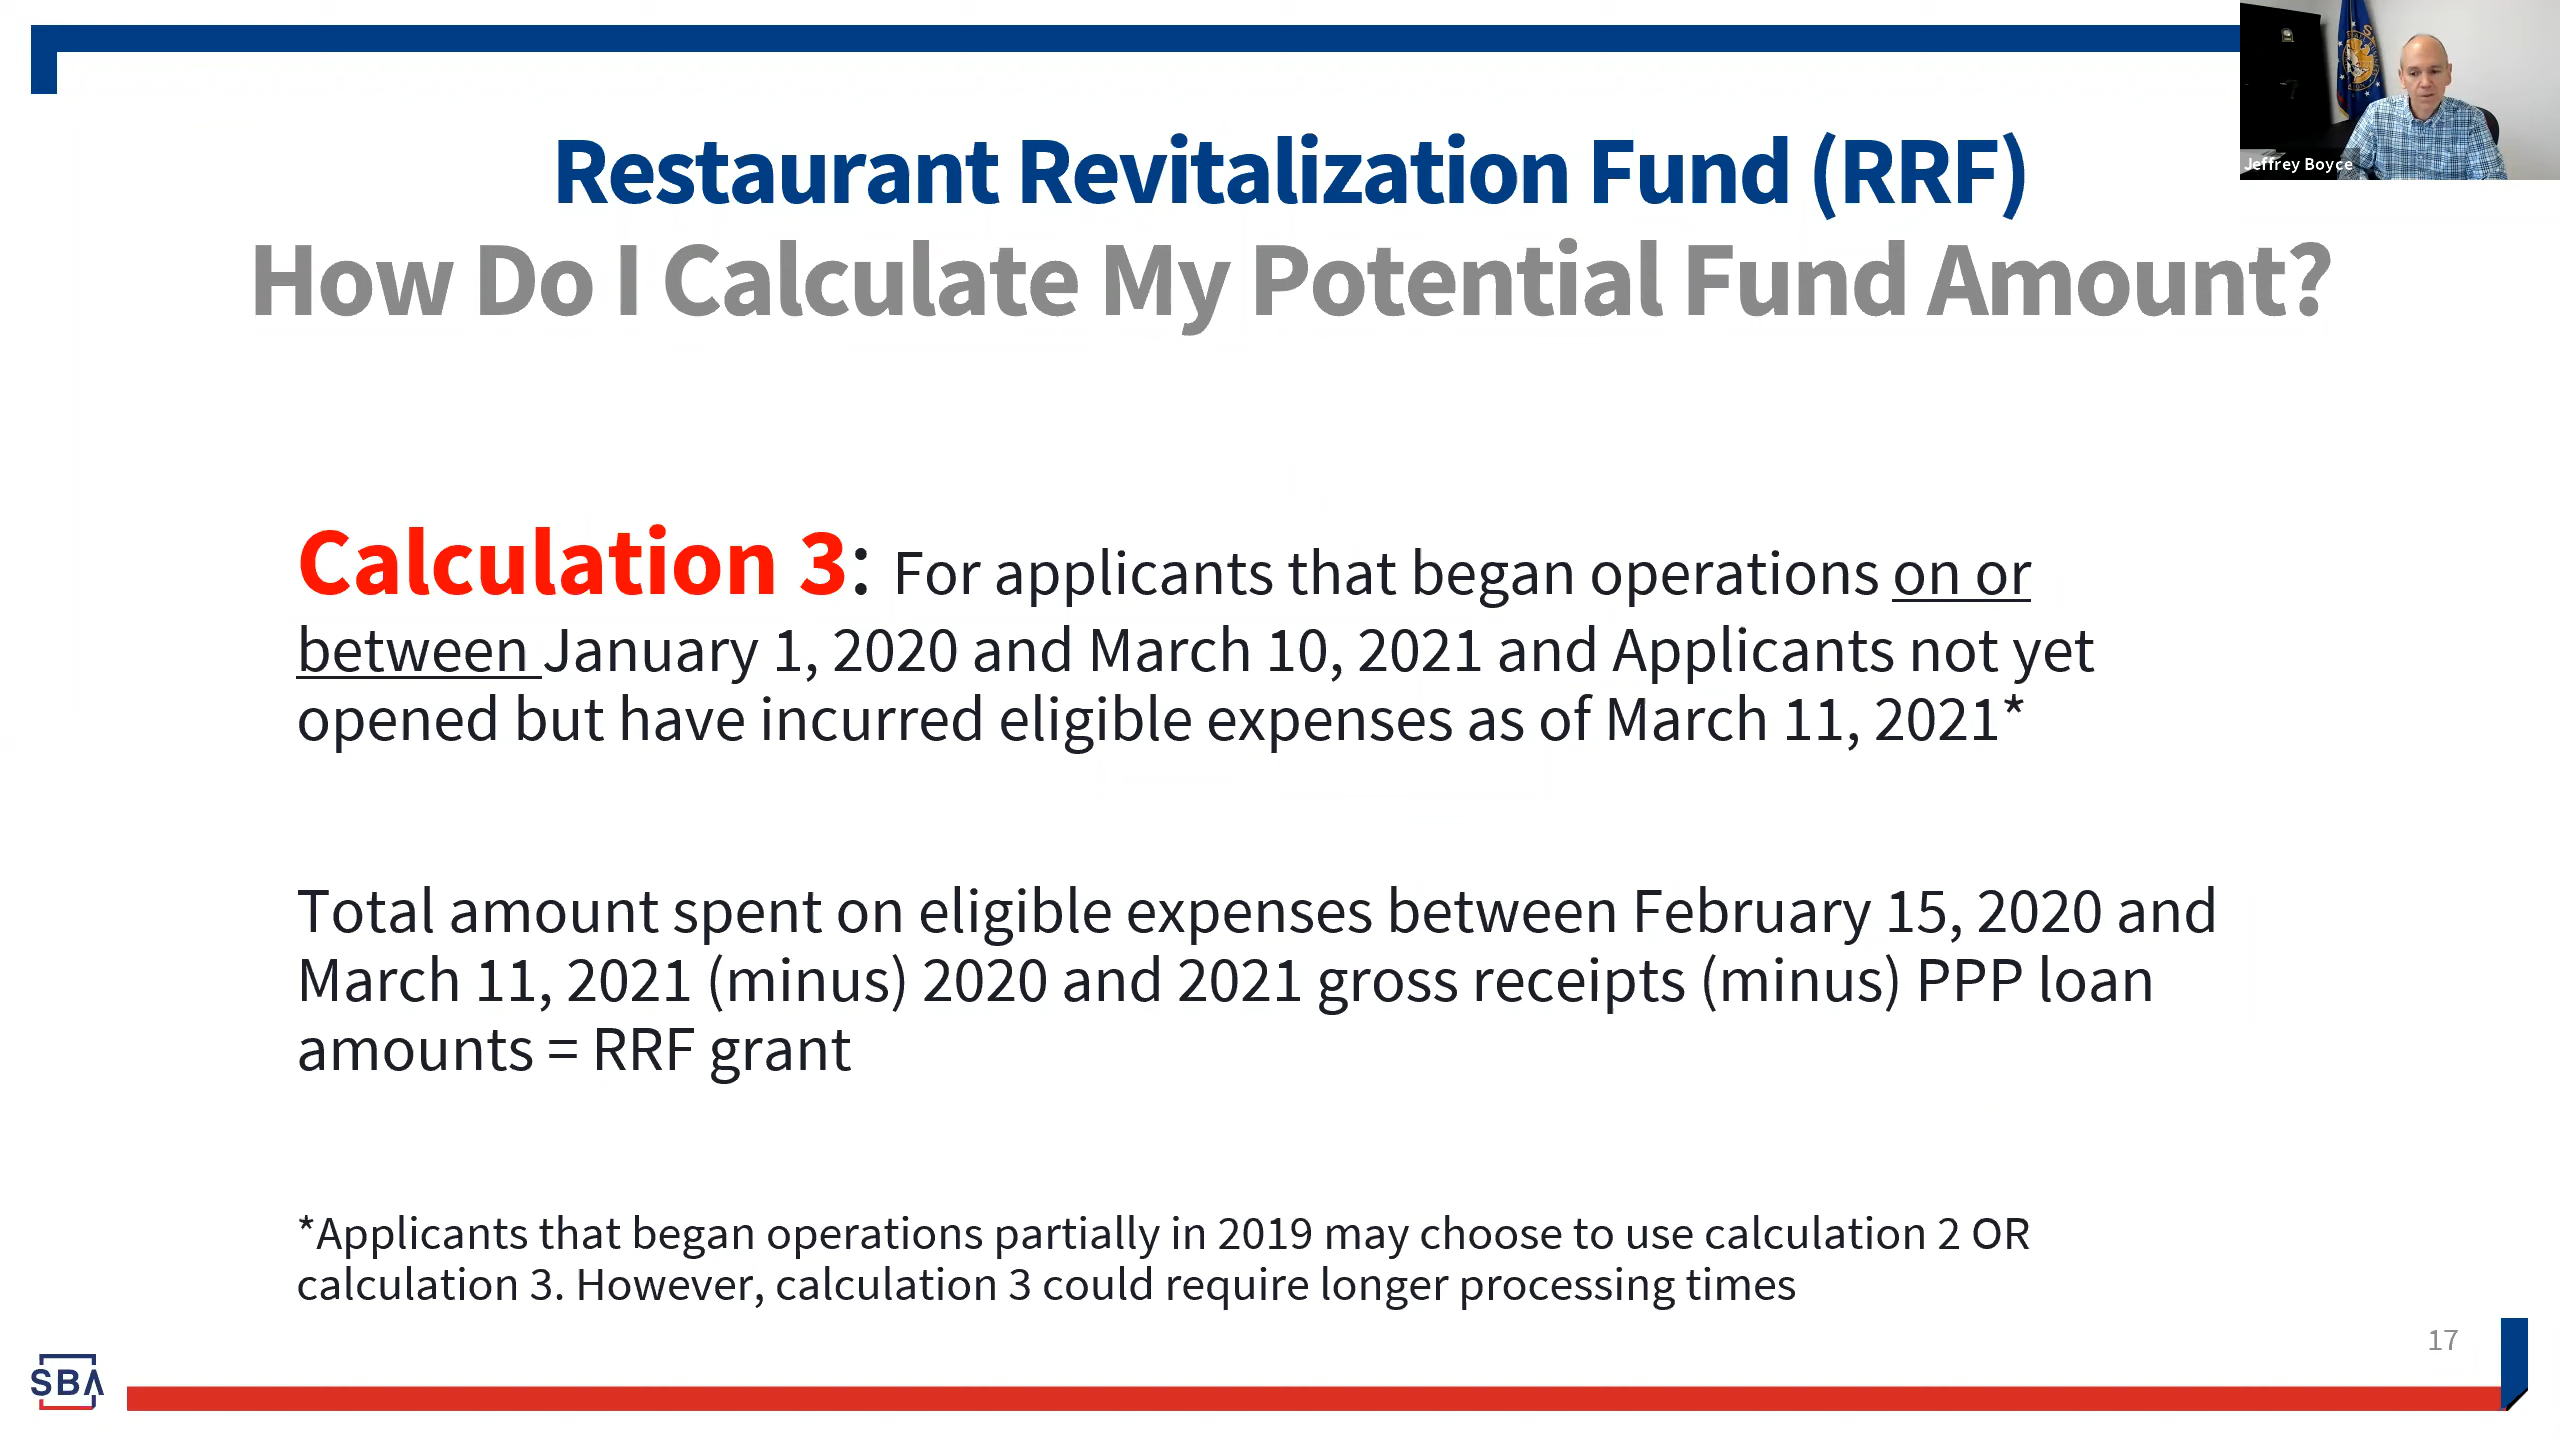 Restaurant Revitalization Fund (RRF)
How Do I Calculate My Potential Fund Amount?
Jeffrey Boyce
Calculation 3: For applicants that began operations on or
between January 1, 2020 and March 10, 2021 and Applicants not yet
opened but have incurred eligible expenses as of March 11, 2021*
Total amount spent on eligible expenses between February 15, 2020 and
March 11, 2021 (minus) 2020 and 2021 gross receipts (minus) PPP loan
amounts = RRF grant
*Applicants that began operations partially in 2019 may choose to use calculation 2 OR
calculation 3. However, calculation 3 could require longer processing times
17
SBA